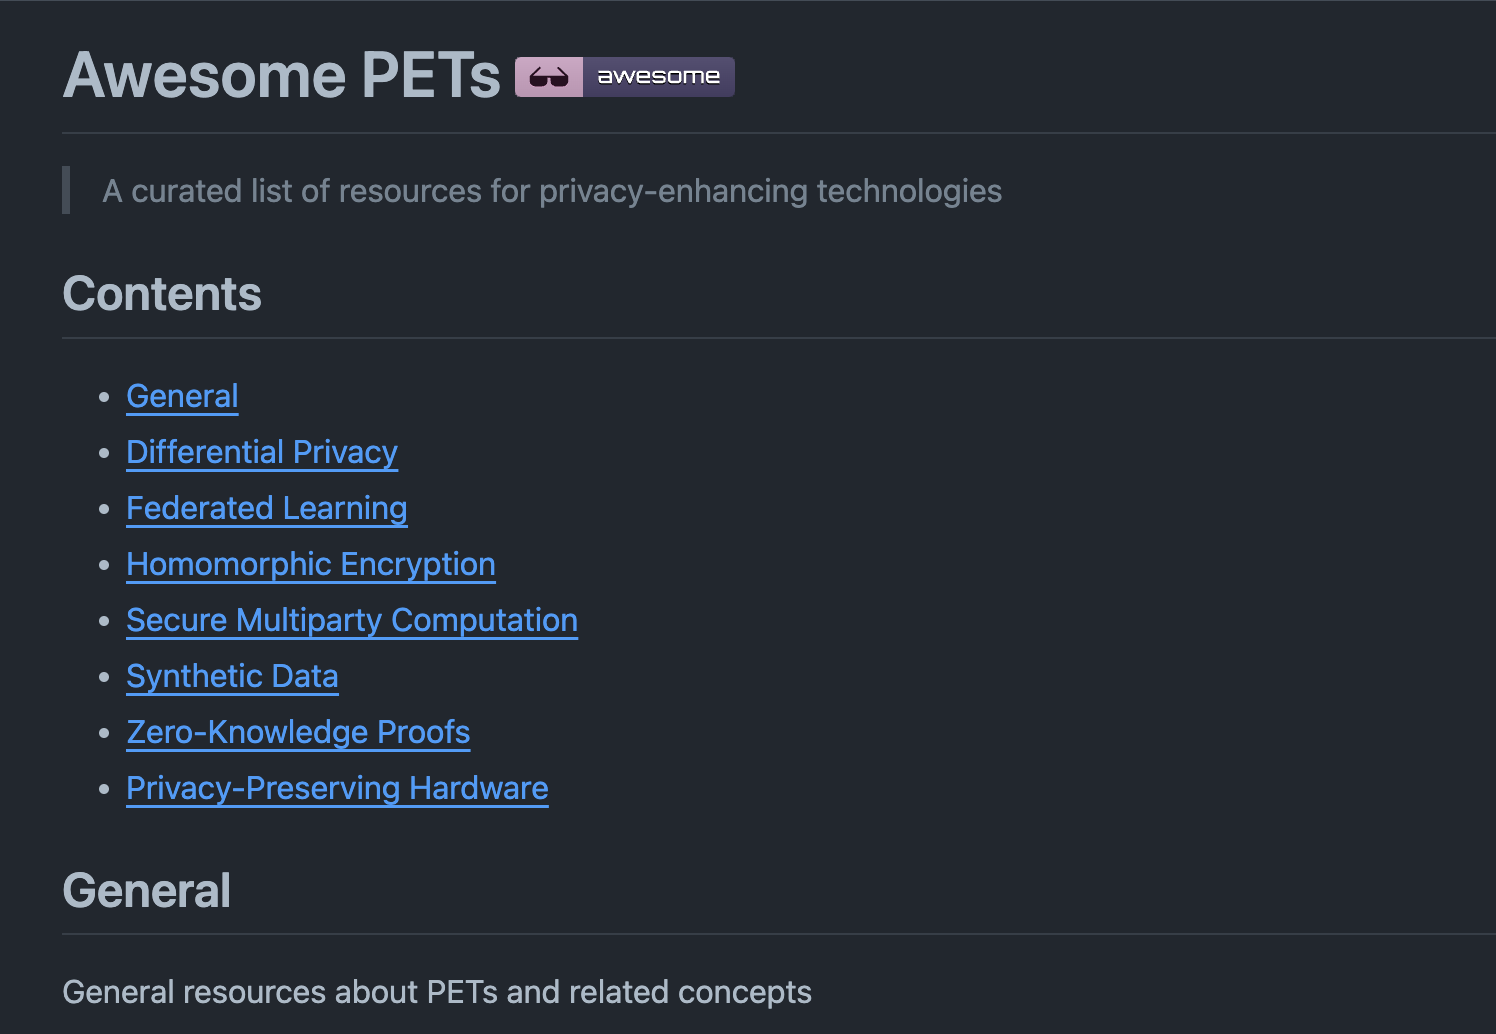 Awesome PETs awesome
A curated list of resources for privacy-enhancing technologies
Contents
General
Differential Privacy
Federated Learning
Homomorphic Encryption
Secure Multiparty Computation
Synthetic Data
Zero-Knowledge Proofs
Privacy-Preserving Hardware
General
General resources about PETs and related concepts